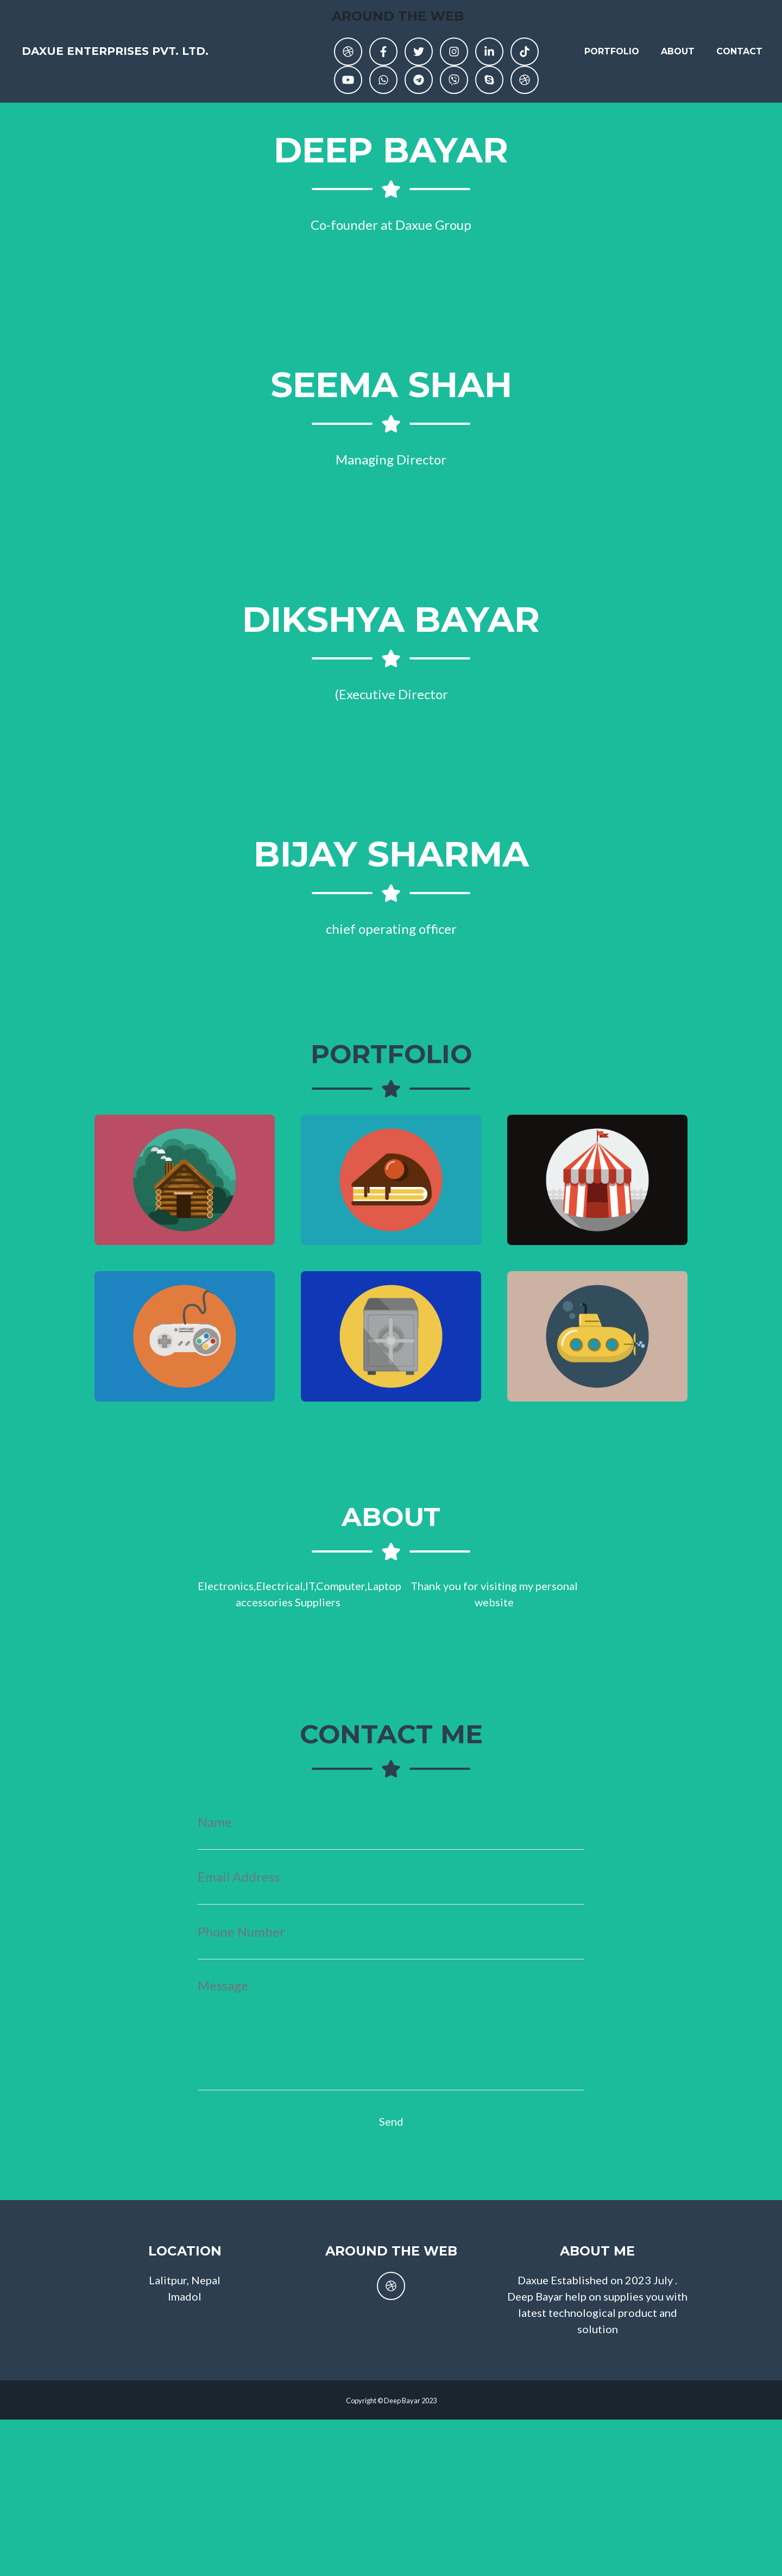 AROUND THE WEB
DAXUE ENTERPRISES PVT. LTD.
PORTFOLIO ABOUT CONTACT
DEEP BAYAR
Co-founder at Daxue Group
SEEMA SHAH
Managing Director
DIKSHYA BAYAR
(Executive Director
BIJAY SHARMA
chief operating officer
PORTFOLIO
ABOUT
Electronics,Electrical,IT,Computer,Laptop
accessories Suppliers
Thank you for visiting my personal
website
CONTACT ME
Name
Email Address
Phone Number
Message
Send
LOCATION
Lalitpur, Nepal
Imadol
AROUND THE WEB
ABOUT ME
Daxue Established on 2023 July .
Deep Bayar help on supplies you with
latest technological product and
solution
Copyright © Deep Bayar 2023